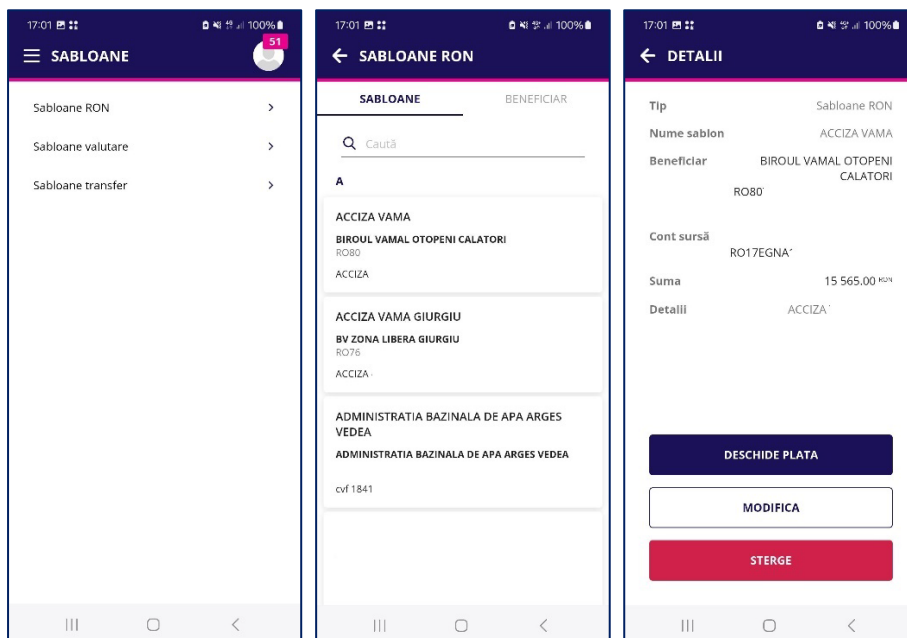 17:01 100%
51
SABLOANE
Sabloane RON
Sabloane valutare
Sabloane transfer
17:01 100%
SABLOANE RON
SABLOANE BENEFICIAR
Caută
A
ACCIZA VAMA
BIROUL VAMAL OTOPENI CALATORI
RO80
ACCIZA
ACCIZA VAMA GIURGIU
BV ZONA LIBERA GIURGIU
RO76
ACCIZA
ADMINISTRATIA BAZINALA DE APA ARGES
VEDEA
ADMINISTRATIA BAZINALA DE APA ARGES VEDEA
cvf 1841
17:01 100%
DETALII
Tip Sabloane RON
Nume sablon ACCIZA VAMA
Beneficiar BIROUL VAMAL OTOPENI
CALATORI
RO80
Cont sursă
RO17EGNA
Suma 15 565.00 RON
Detalii ACCIZA
DESCHIDE PLATA
MODIFICA
STERGE